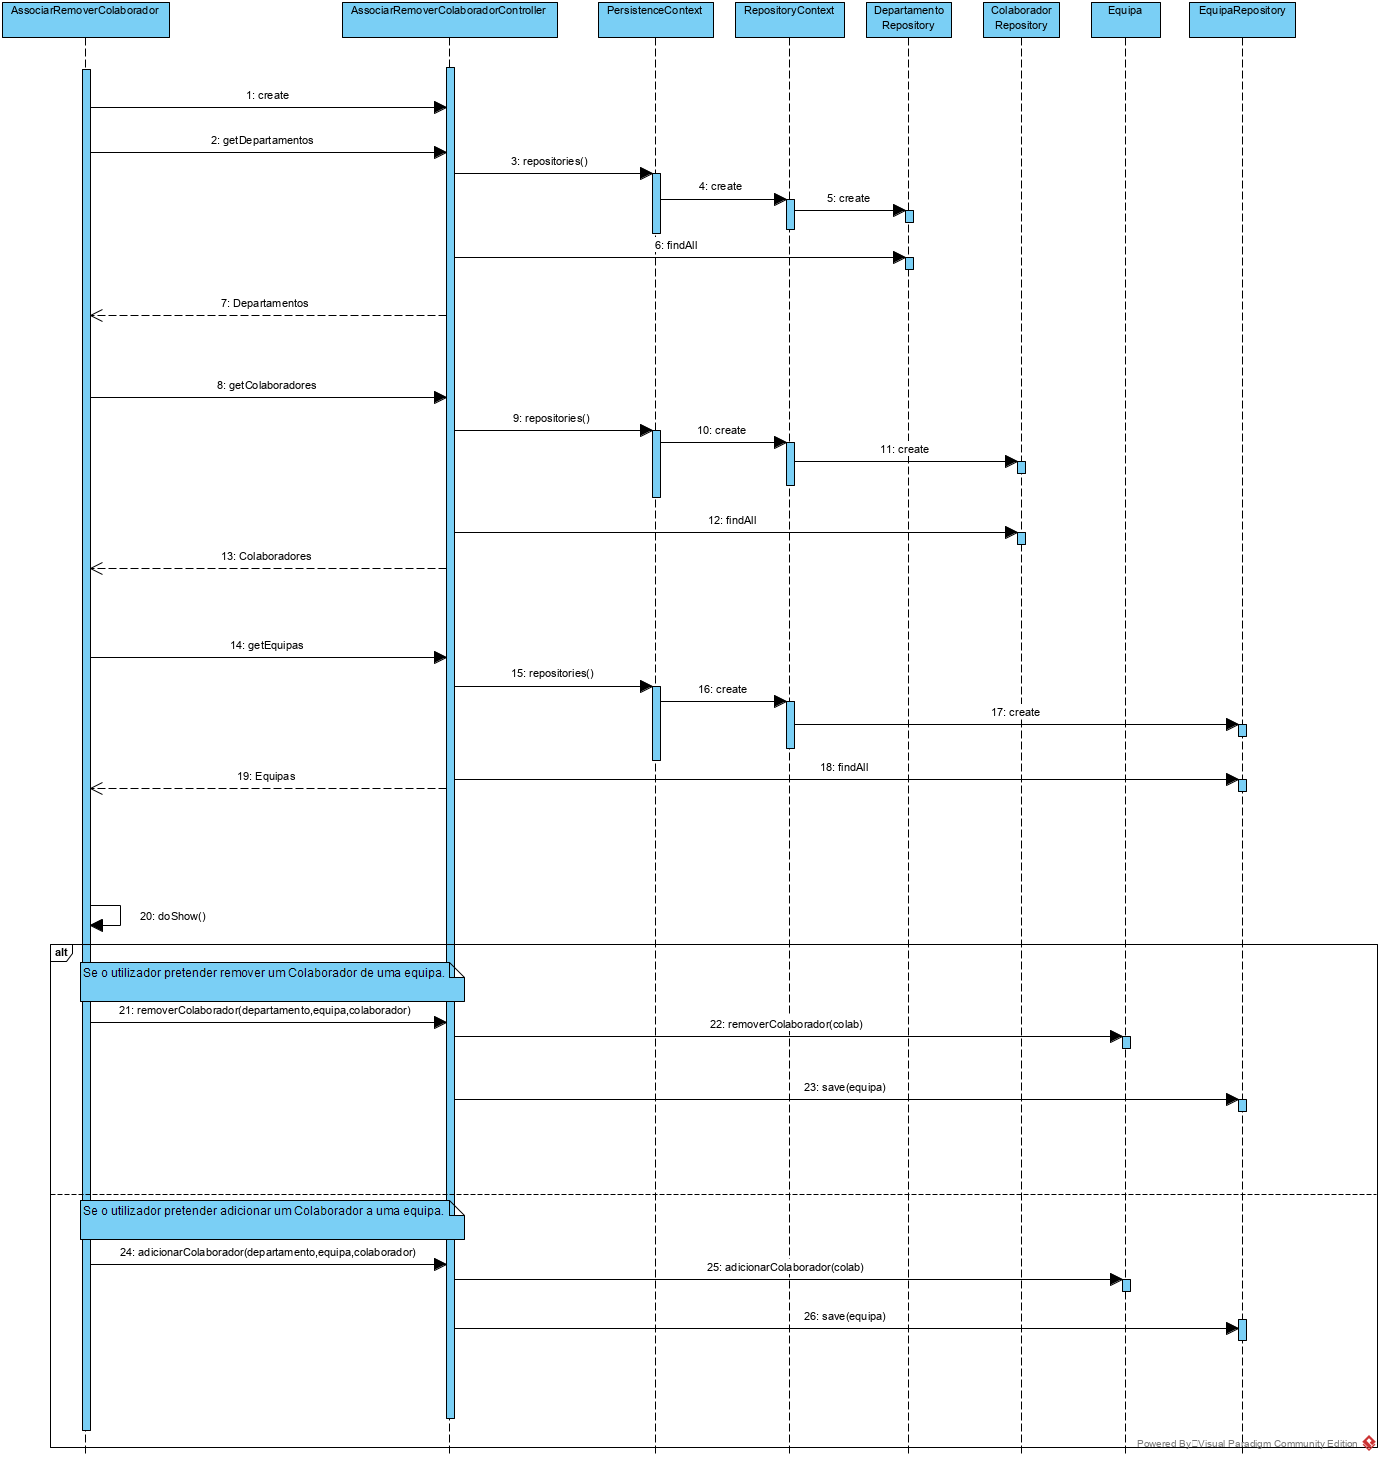 AssociarRemoverColaborador
AssociarRemoverColaboradorController
PersistenceContext
RepositoryContext
Departamento
Repository
Colaborador
Repository
Equipa
EquipaRepository
1: create
2: getDepartamentos
3: repositories()
4: create
5: create
6: findAll
7: Departamentos
8: getColaboradores
9: repositories()
10: create
11: create
12: findAll
13: Colaboradores
14: getEquipas
15: repositories()
16: create
17: create
18: findAll
19: Equipas
20: doShow()
alt
Se o utilizador pretender remover um Colaborador de uma equipa.
21: removerColaborador(departamento,equipa,colaborador)
22: removerColaborador(colab)
23: save(equipa)
Se o utilizador pretender adicionar um Colaborador a uma equipa.
24: adicionarColaborador(departamento,equipa,colaborador)
25: adicionarColaborador(colab)
26: save(equipa)
Powered By Visual Paradigm Community Edition